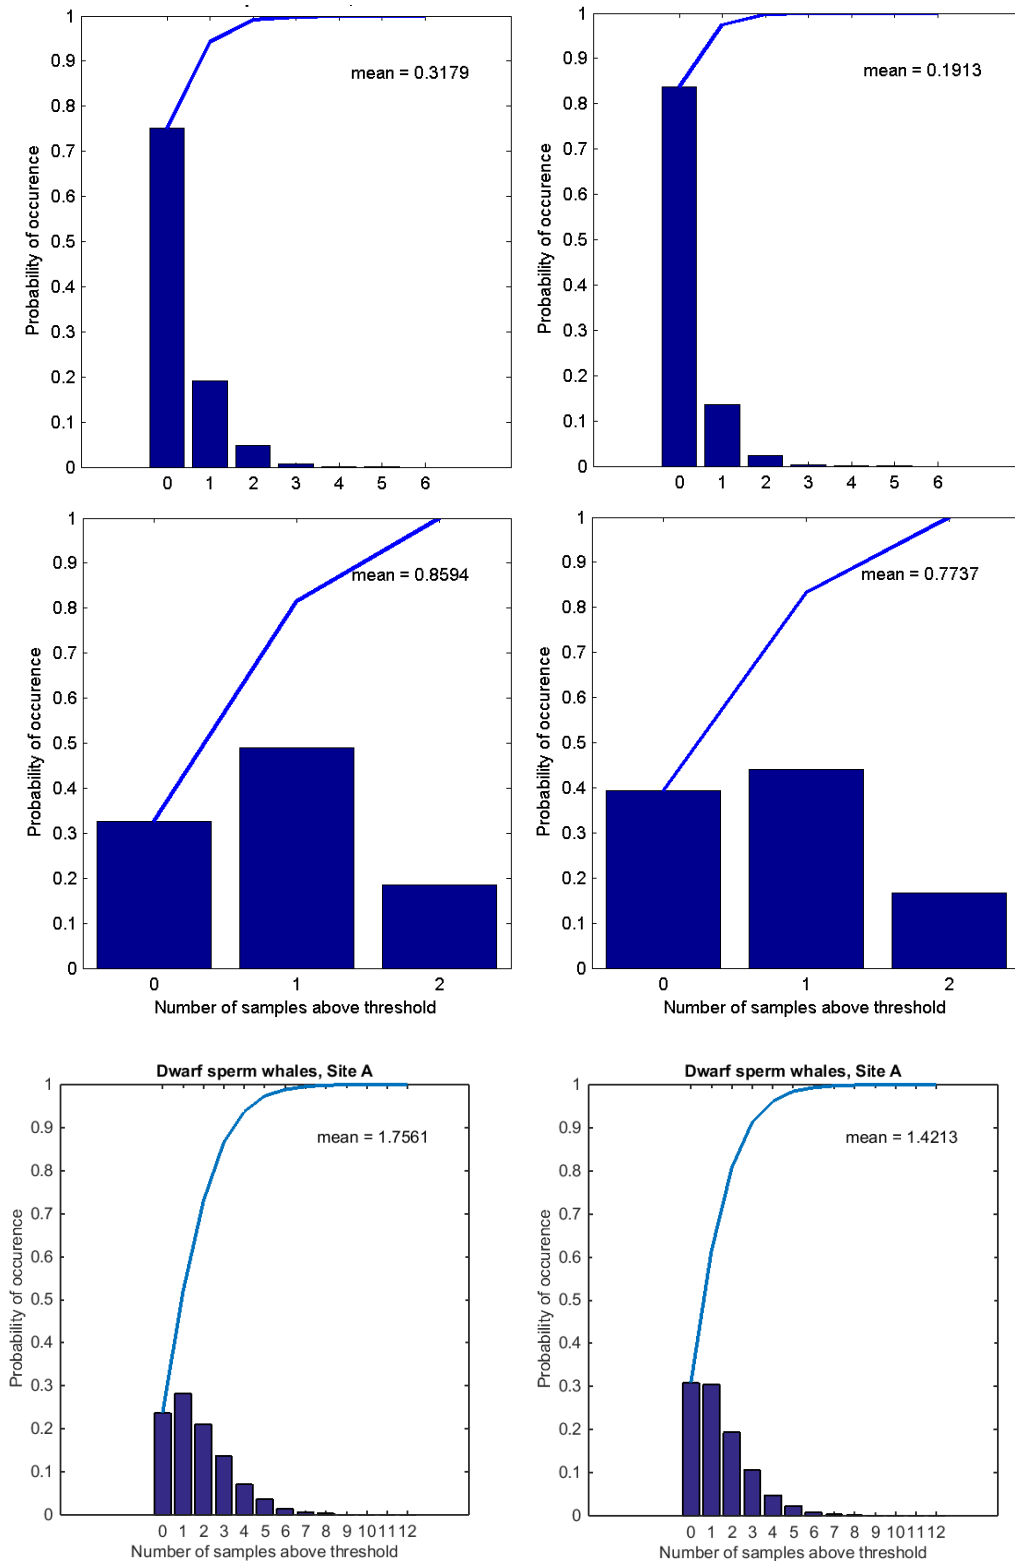 1
0.9
0.8
0.7
0.6
0.5
0.4
0.3
0.2
0.1
0
Probability of occurence
mean = 0.3179
0 1 2 3 4 5 6
1
0.9
0.8
0.7
0.6
0.5
0.4
0.3
0.2
0.1
0
Probability of occurence
mean = 0.1913
0 1 2 3 4 5 6
1
0.9
0.8
0.7
0.6
0.5
0.4
0.3
0.2
0.1
0
Probability of occurence
mean = 0.8594
0 1 2
Number of samples above threshold
1
0.9
0.8
0.7
0.6
0.5
0.4
0.3
0.2
0.1
0
Probability of occurence
mean = 0.7737
0 1 2
Number of samples above threshold
Dwarf sperm whales, Site A
1
0.9
0.8
0.7
0.6
0.5
0.4
0.3
0.2
0.1
0
Probability of occurence
mean = 1.7561
0 1 2 3 4 5 6 7 8 9 10 11 12
Number of samples above threshold
Dwarf sperm whales, Site A
1
0.9
0.8
0.7
0.6
0.5
0.4
0.3
0.2
0.1
0
Probability of occurence
mean = 1.4213
0 1 2 3 4 5 6 7 8 9 10 11 12
Number of samples above threshold